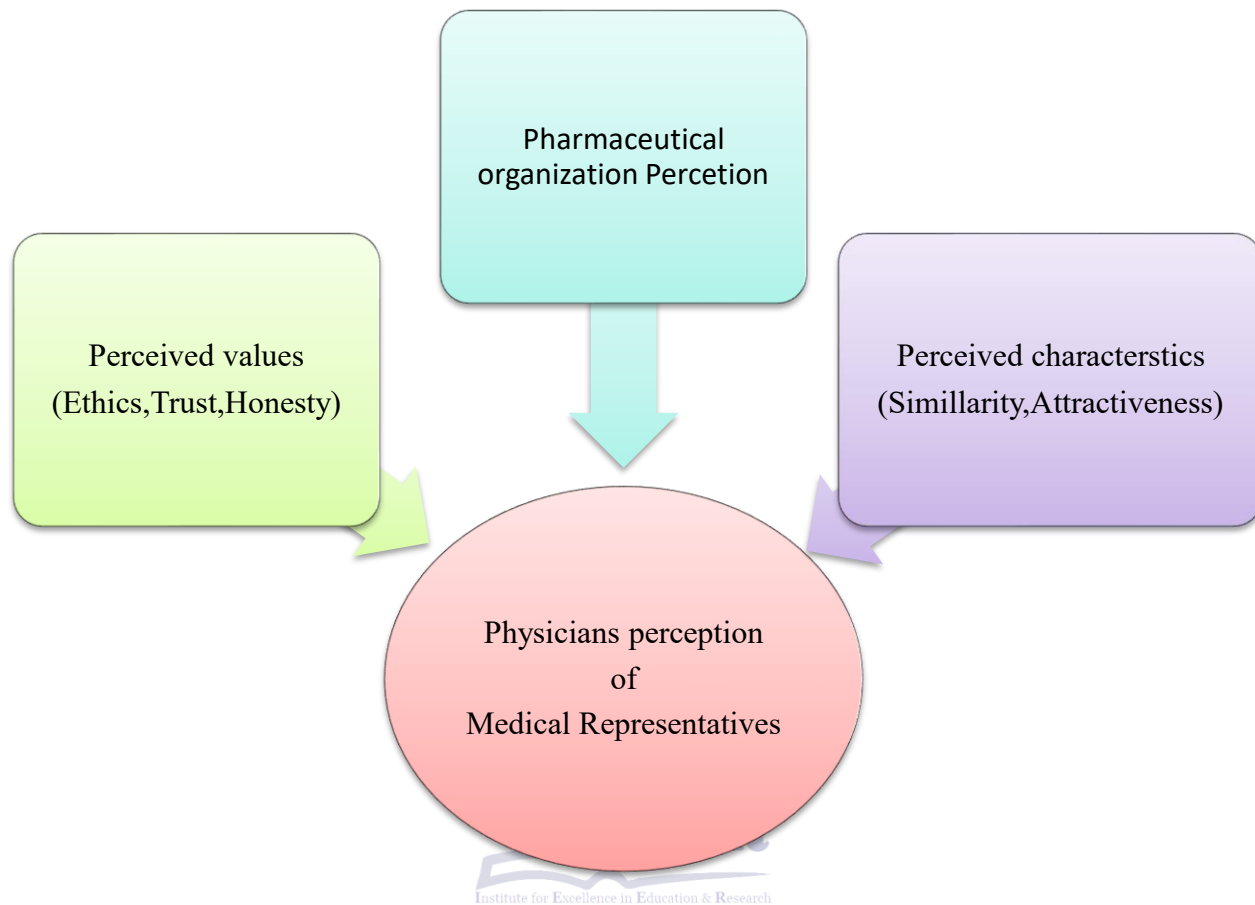 Pharmaceutical
organization Percetion
Perceived values
(Ethics,Trust,Honesty)
Perceived characterstics
(Simillarity,Attractiveness)
Physicians perception
of
Medical Representatives
Institute for Excellence in Education & Research